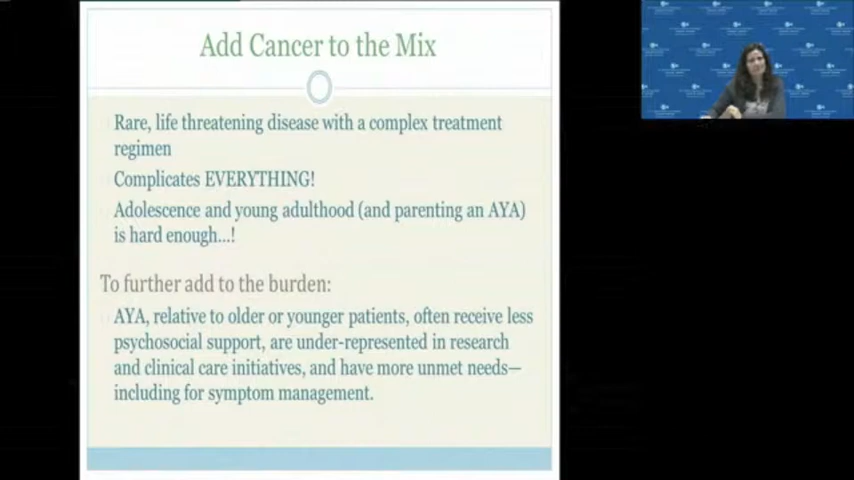 Add Cancer to the Mix
Rare, life threatening disease with a complex treatment
regimen
Complicates EVERYTHING!
Adolescence and young adulthood (and parenting an AYA)
is hard enough...!
To further add to the burden:
AYA, relative to older or younger patients, often receive less
psychosocial support, are under-represented in research
and clinical care initiatives, and have more unmet needs—
including for symptom management.